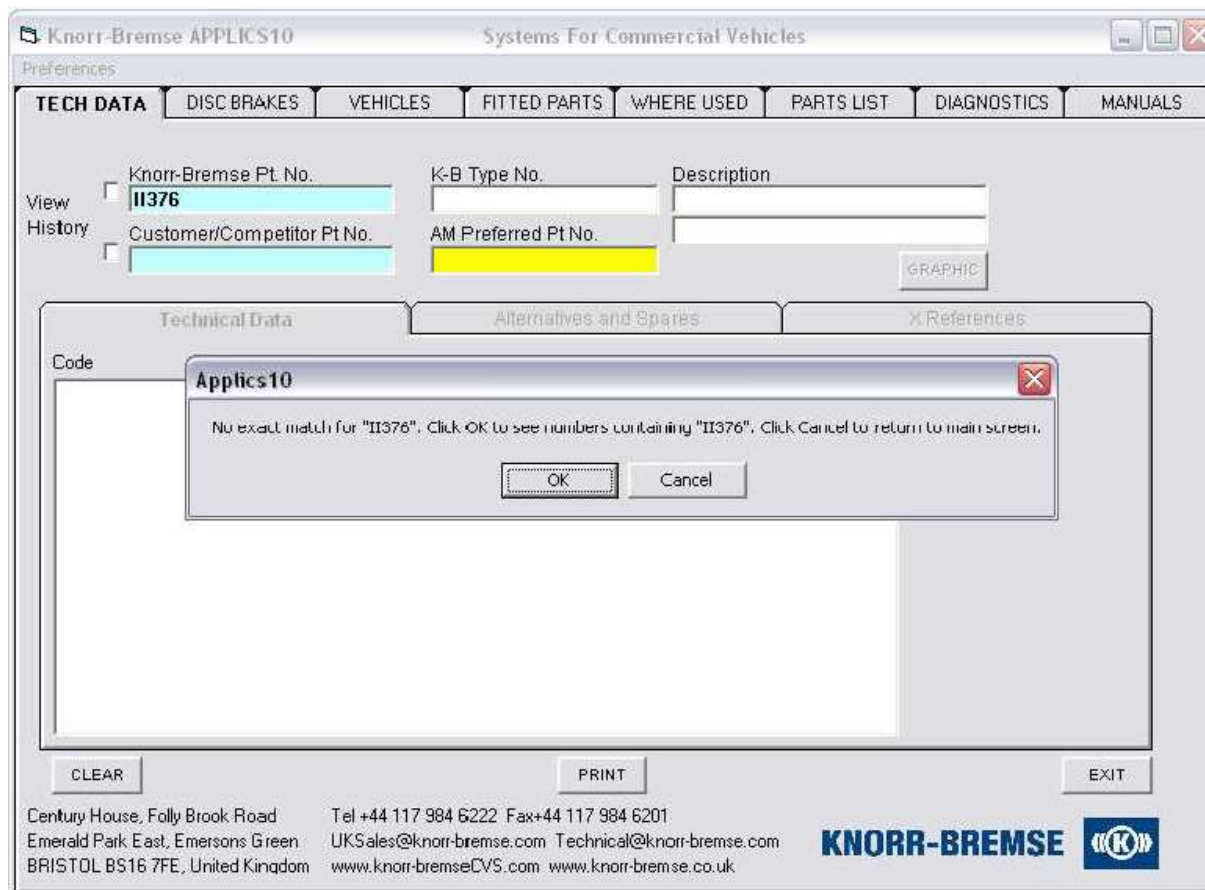 Knorr-Bremse APPLICS10 Systems For Commercial Vehicles
Preferences
TECH DATA DISC BRAKES VEHICLES FITTED PARTS WHERE USED PARTS LIST DIAGNOSTICS MANUALS
Knorr-Bremse Pt. No. K-B Type No. Description
View
History
II376
Customer/Competitor Pt No. AM Preferred Pt No.
GRAPHIC
Technical Data Alternatives and Spares X References
Code
Applics10
No exact match for "II376". Click OK to see numbers containing "II376". Click Cancel to return to main screen.
OK Cancel
CLEAR PRINT EXIT
Century House, Folly Brook Road Tel +44 117 984 6222 Fax+44 117 984 6201
Emerald Park East, Emersons Green UKSales@knorr-bremse.com Technical@knorr-bremse.com
BRISTOL BS16 7FE, United Kingdom www.knorr-bremseCVS.com www.knorr-bremse.co.uk
KNORR-BREMSE ((K))